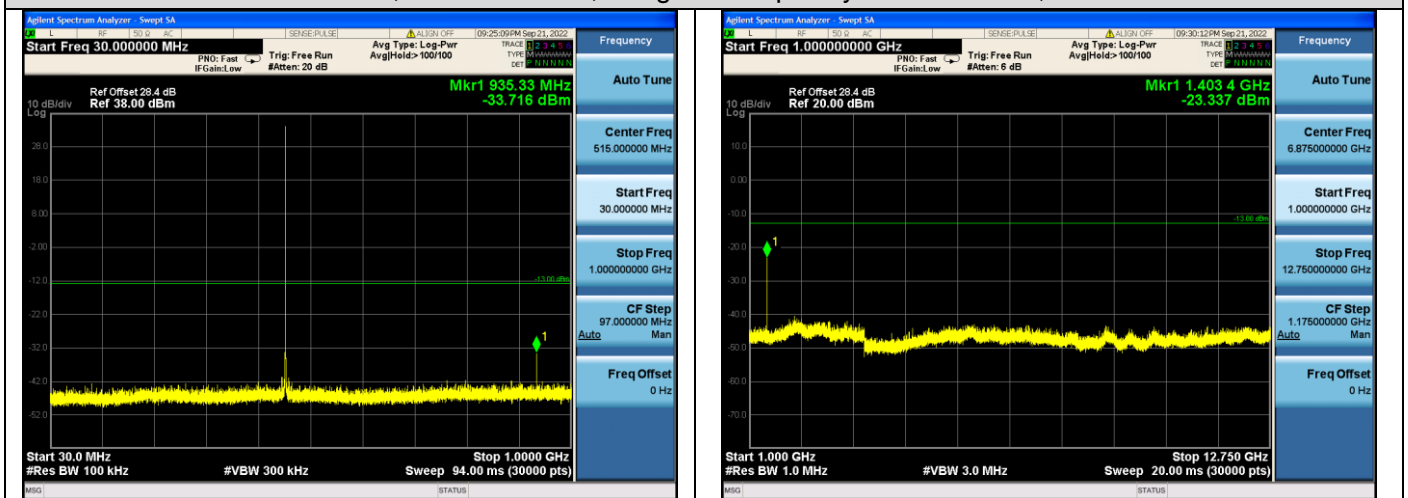 Agilent Spectrum Analyzer - Swept SA
L RF 50 Ω AC SENSE:PULSE ALIGN OFF 09:25:09PM Sep 21, 2022
Start Freq 30.000000 MHz
PNO: Fast
IFGain:Low
Trig: Free Run
#Atten: 20 dB
Avg Type: Log-Pwr
Avg|Hold:> 100/100
TRACE 1 2 3 4 5 6
TYPE M
DET P N N N N N
Mkr1 935.33 MHz
-33.716 dBm
Ref Offset 28.4 dB
10 dB/div Ref 38.00 dBm
Log
28.0
18.0
8.00
-2.00
-12.0
-13.00 dBm
-22.0
-32.0
1
-42.0
-52.0
Start 30.0 MHz Stop 1.0000 GHz
#Res BW 100 kHz #VBW 300 kHz Sweep 94.00 ms (30000 pts)
MSG STATUS
Frequency
Auto Tune
Center Freq
515.000000 MHz
Start Freq
30.000000 MHz
Stop Freq
1.000000000 GHz
CF Step
97.000000 MHz
Auto Man
Freq Offset
0 Hz
Agilent Spectrum Analyzer - Swept SA
L RF 50 Ω AC SENSE:PULSE ALIGN OFF 09:30:12PM Sep 21, 2022
Start Freq 1.000000000 GHz
PNO: Fast
IFGain:Low
Trig: Free Run
#Atten: 6 dB
Avg Type: Log-Pwr
Avg|Hold:> 100/100
TRACE 1 2 3 4 5 6
TYPE M
DET P N N N N N
Mkr1 1.403 4 GHz
-23.337 dBm
Ref Offset 28.4 dB
10 dB/div Ref 20.00 dBm
Log
10.0
0.00
-10.0
-13.00 dBm
-20.0
1
-30.0
-40.0
-50.0
-60.0
-70.0
Start 1.000 GHz Stop 12.750 GHz
#Res BW 1.0 MHz #VBW 3.0 MHz Sweep 20.00 ms (30000 pts)
MSG STATUS
Frequency
Auto Tune
Center Freq
6.875000000 GHz
Start Freq
1.000000000 GHz
Stop Freq
12.750000000 GHz
CF Step
1.175000000 GHz
Auto Man
Freq Offset
0 Hz